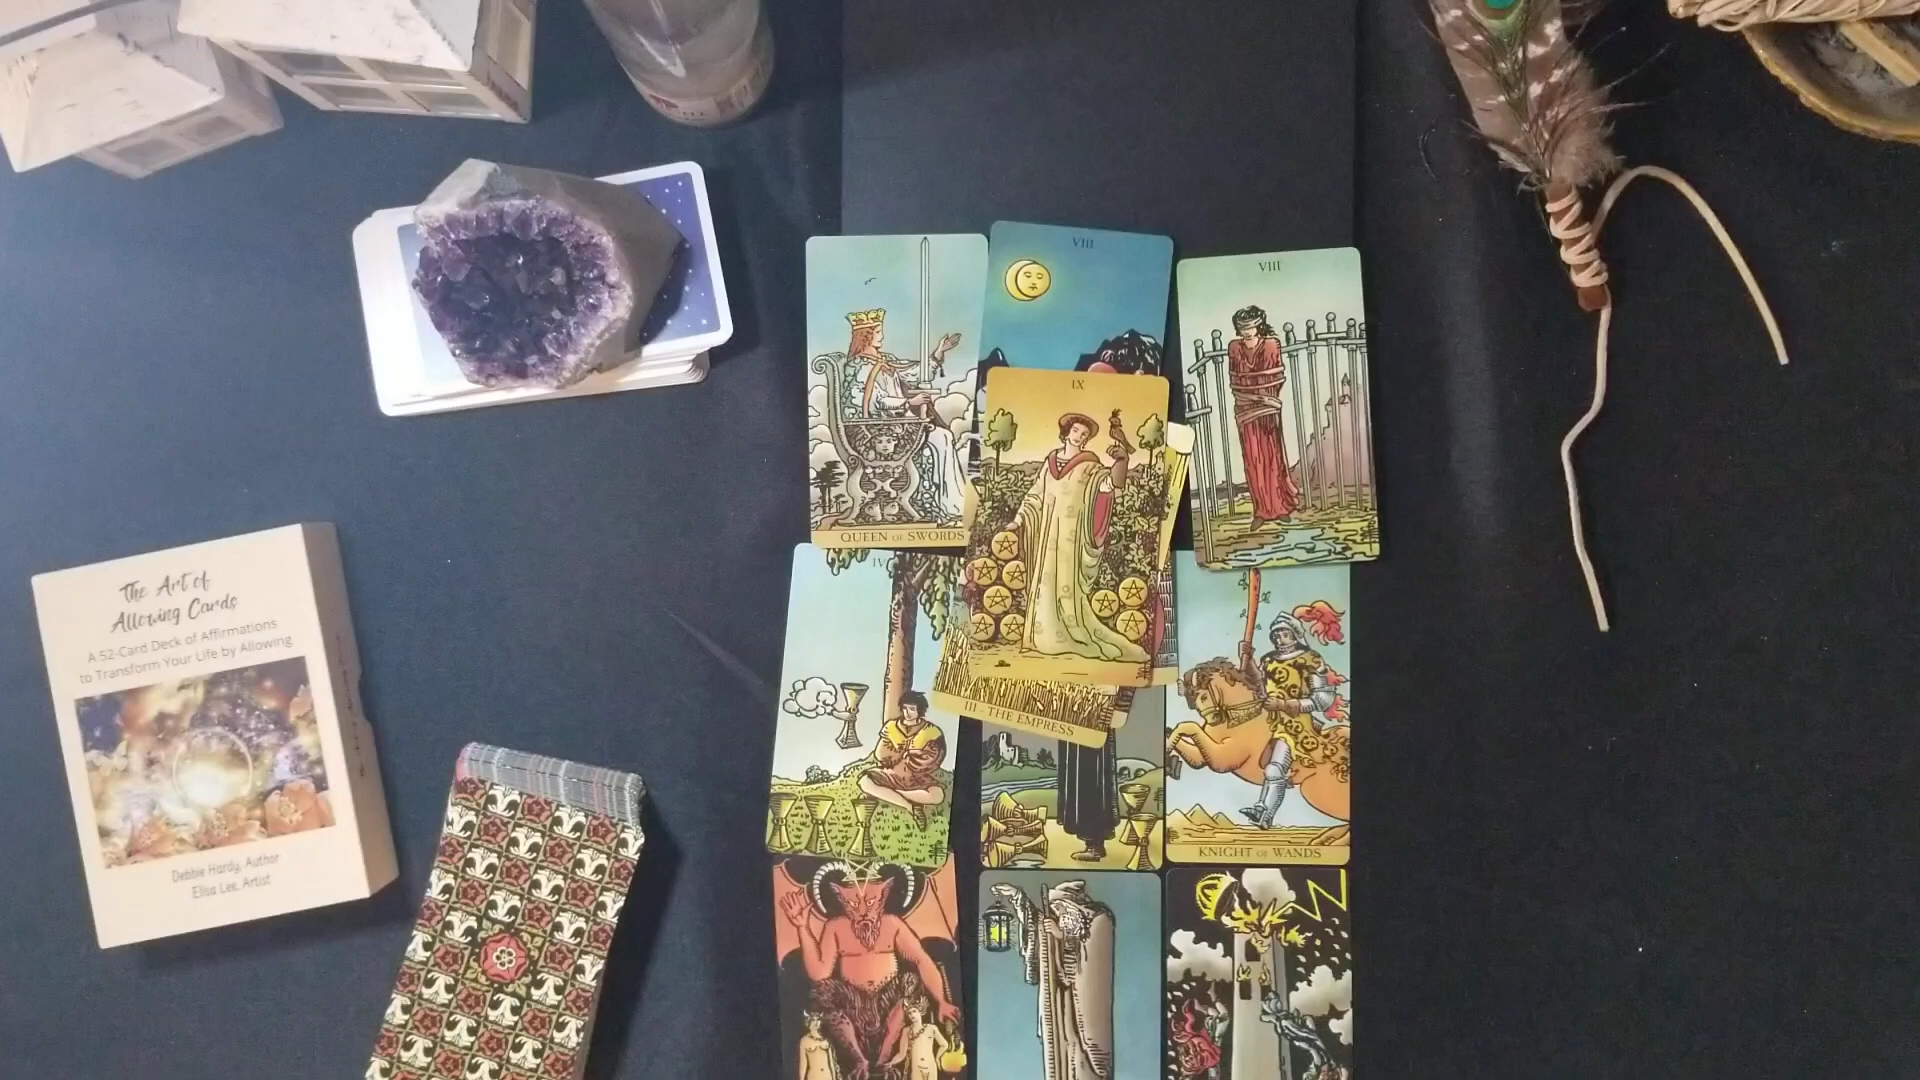 VIII
VIII
IX
QUEEN OF SWORDS
IV
III - THE EMPRESS
KNIGHT OF WANDS
The Art of
Allowing Cards
A 52-Card Deck of Affirmations
to Transform Your Life by Allowing
Debbie Hardy, Author
Elisa Lee, Artist